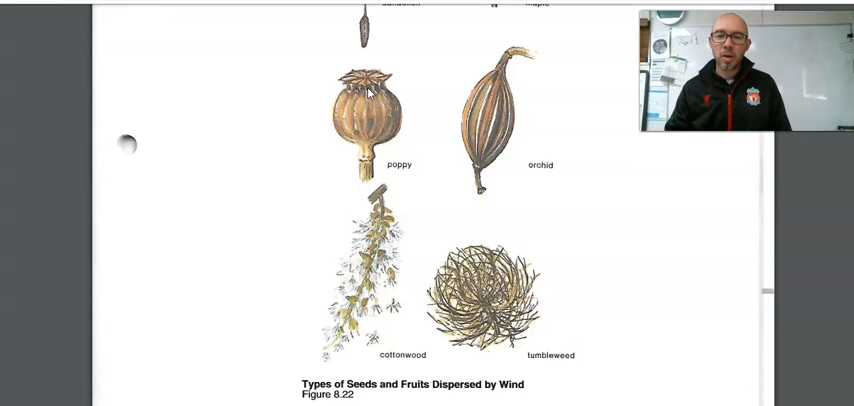 poppy
orchid
cottonwood
tumbleweed
Types of Seeds and Fruits Dispersed by Wind
Figure 8.22